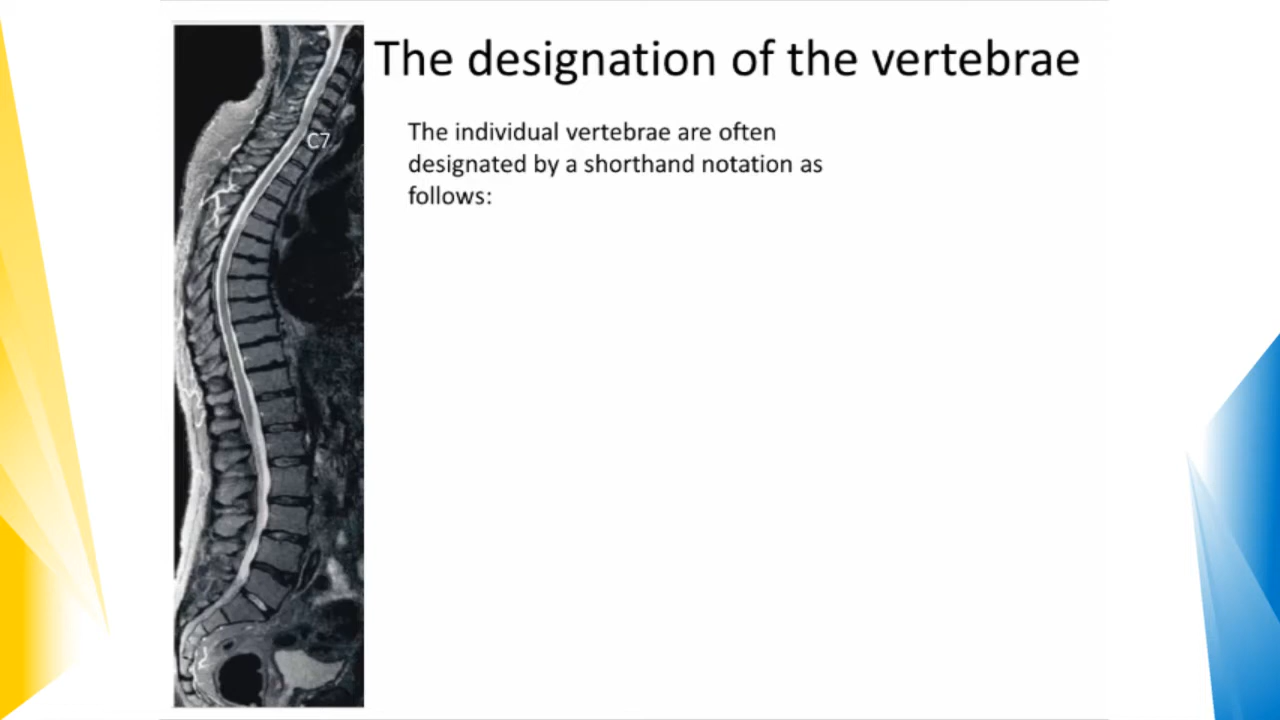 The designation of the vertebrae
The individual vertebrae are often
designated by a shorthand notation as
follows:
C7